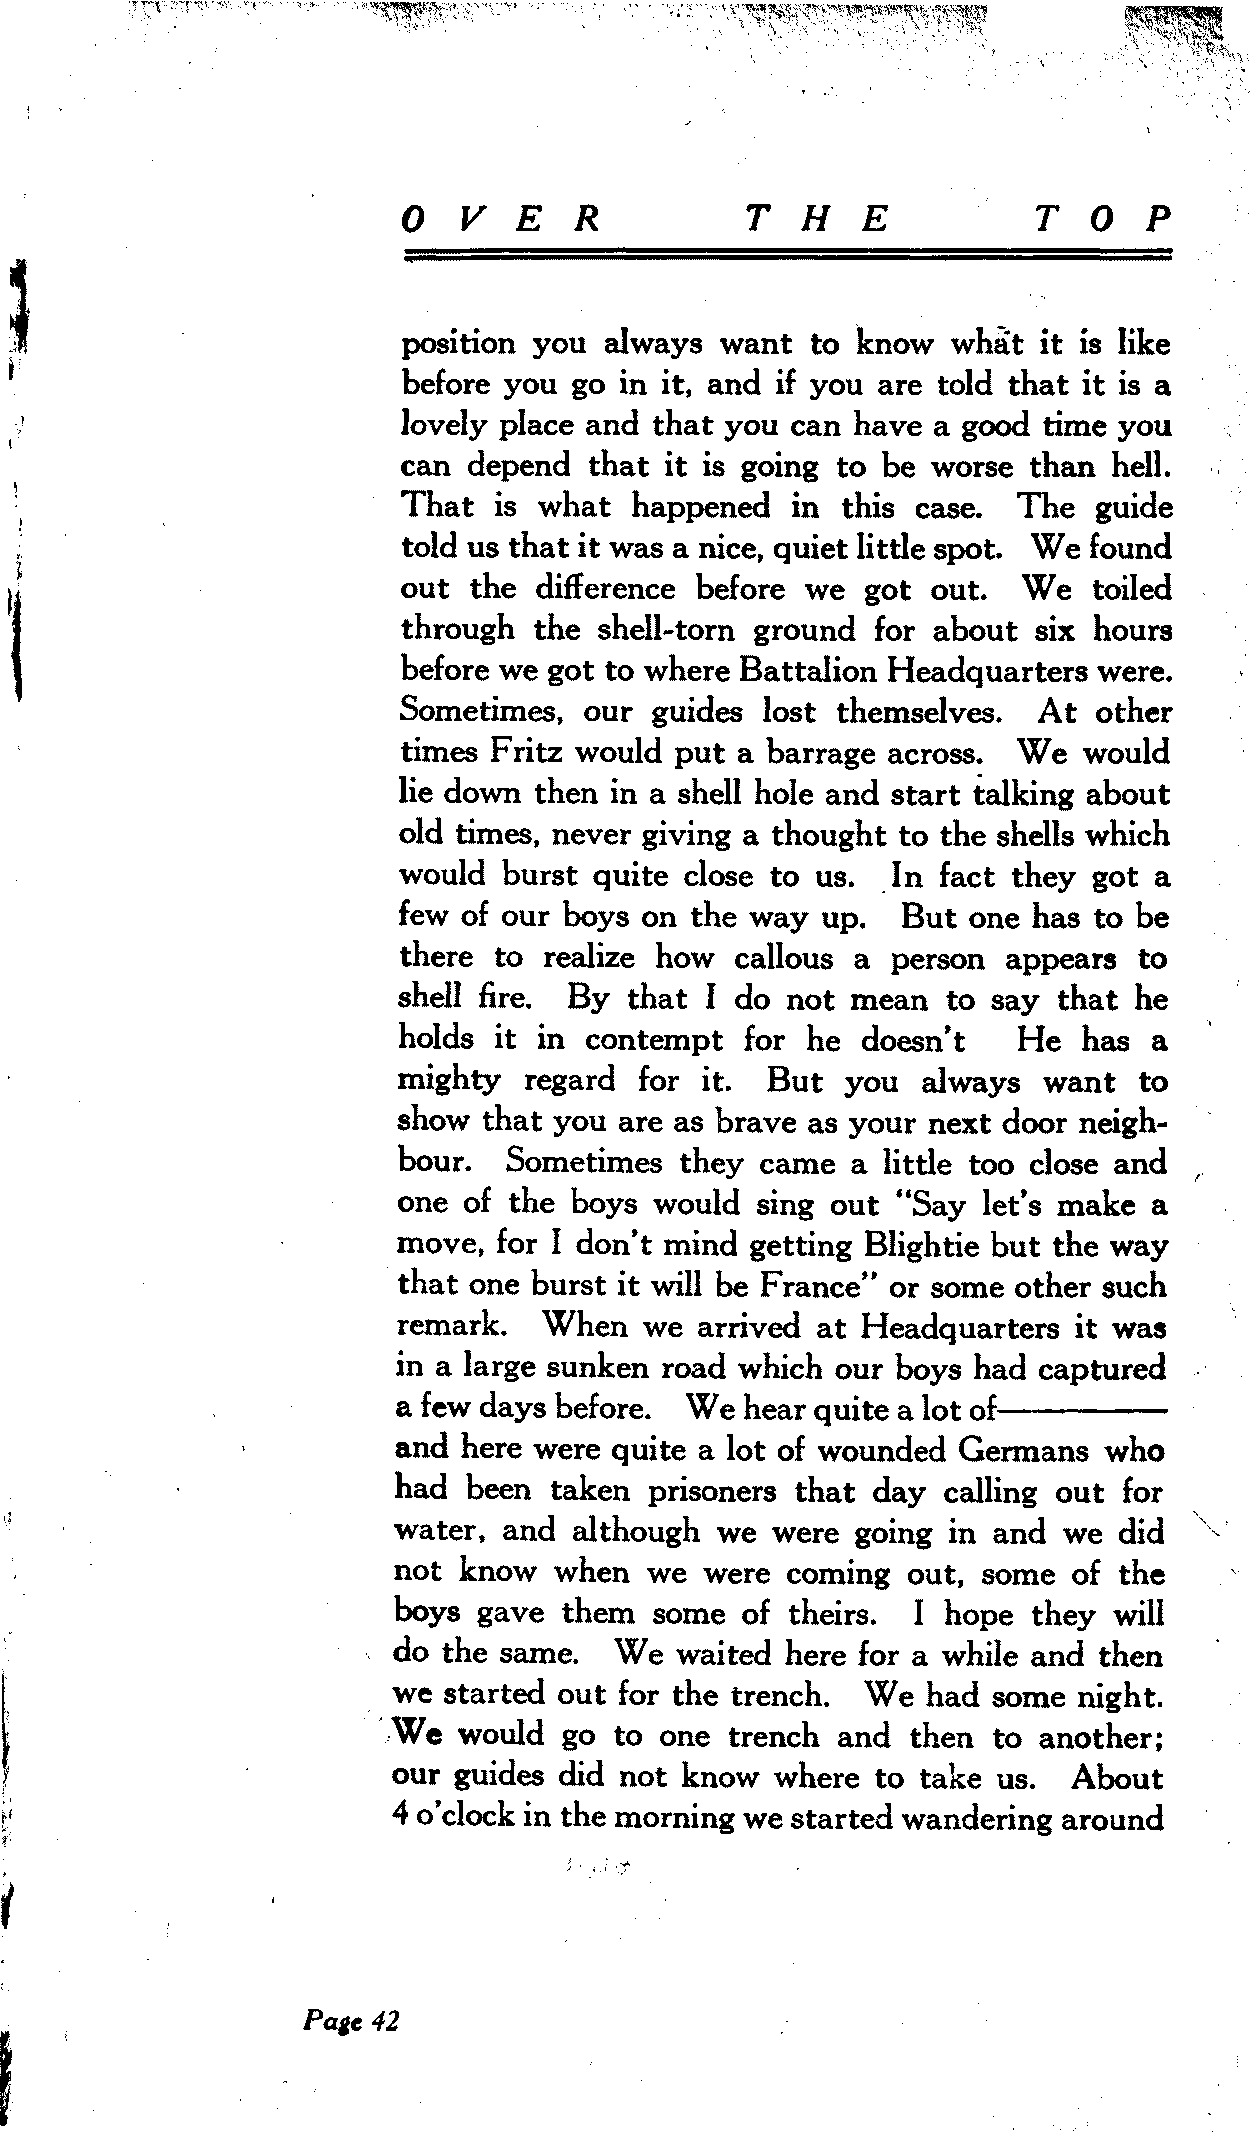 OVER THE TOP
position you always want to know what it is like
before you go in it, and if you are told that it is a
lovely place and that you can have a good time you
can depend that it is going to be worse than hell.
That is what happened in this case. The guide
told us that it was a nice, quiet little spot. We found
out the difference before we got out. We toiled
through the shell-torn ground for about six hours
before we got to where Battalion Headquarters were.
Sometimes, our guides lost themselves. At other
times Fritz would put a barrage across. We would
lie down then in a shell hole and start talking about
old times, never giving a thought to the shells which
would burst quite close to us. In fact they got a
few of our boys on the way up. But one has to be
there to realize how callous a person appears to
shell fire. By that I do not mean to say that he
holds it in contempt for he doesn't He has a
mighty regard for it. But you always want to
show that you are as brave as your next door neigh-
bour. Sometimes they came a little too close and
one of the boys would sing out "Say let's make a
move, for I don't mind getting Blightie but the way
that one burst it will be France" or some other such
remark. When we arrived at Headquarters it was
in a large sunken road which our boys had captured
a few days before. We hear quite a lot of————
and here were quite a lot of wounded Germans who
had been taken prisoners that day calling out for
water, and although we were going in and we did
not know when we were coming out, some of the
boys gave them some of theirs. I hope they will
do the same. We waited here for a while and then
we started out for the trench. We had some night.
We would go to one trench and then to another;
our guides did not know where to take us. About
4 o'clock in the morning we started wandering around
Page 42